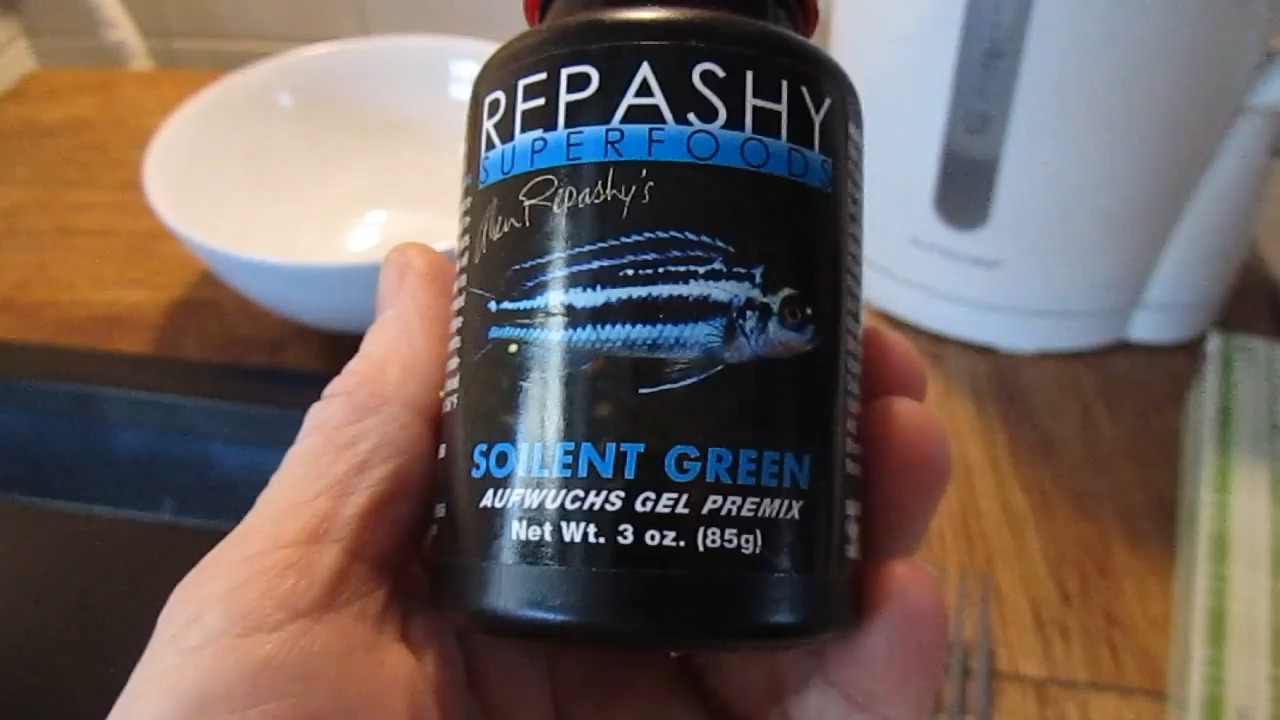 REPASHY
SUPERFOODS
Allen Repashy's
SOILENT GREEN
AUFWUCHS GEL PREMIX
Net Wt. 3 oz. (85g)